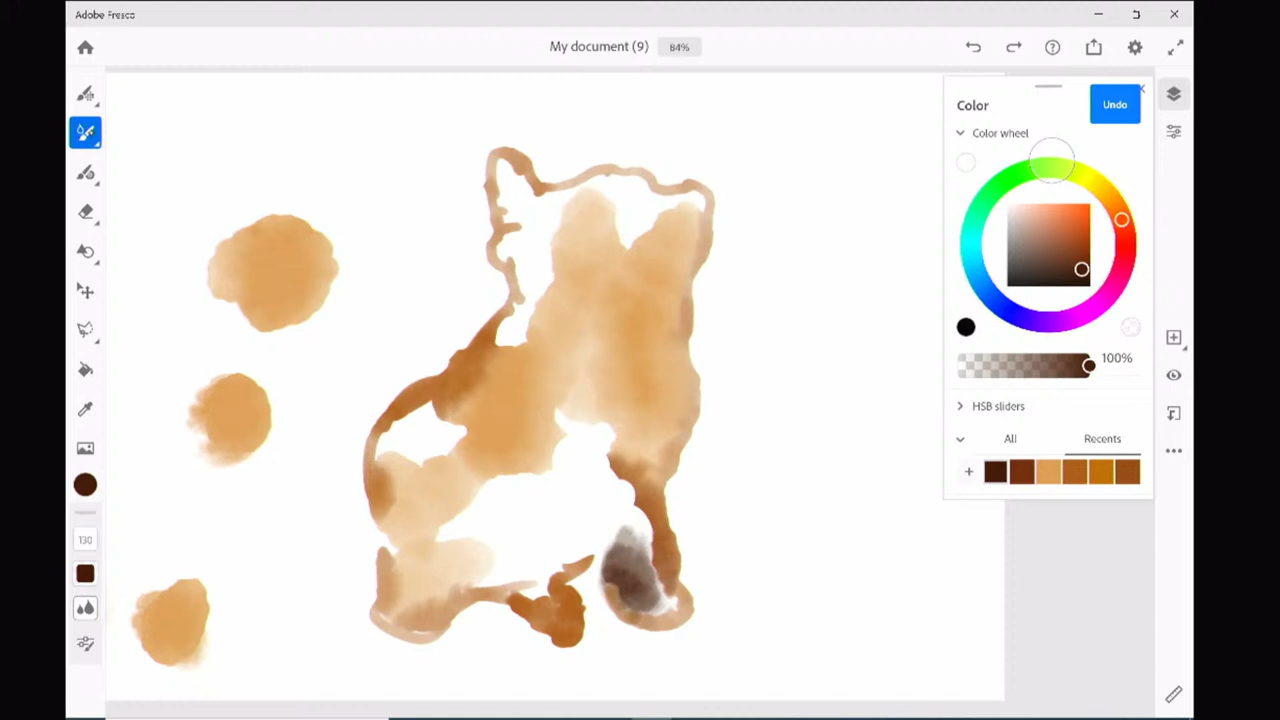 Adobe Fresco
My document (9) 84%
Color Undo
Color wheel
100%
HSB sliders
All Recents
130